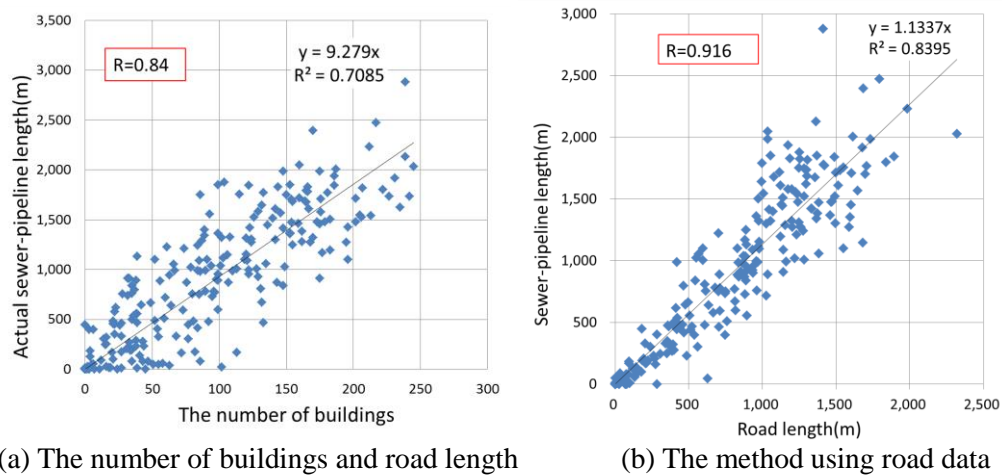 3,500
3,000
2,500
2,000
1,500
1,000
500
0
Actual sewer-pipeline length(m)
R=0.84
y = 9.279x
R² = 0.7085
0 50 100 150 200 250 300
The number of buildings
3,000
2,500
2,000
1,500
1,000
500
0
Sewer-pipeline length(m)
R=0.916
y = 1.1337x
R² = 0.8395
0 500 1,000 1,500 2,000 2,500
Road length(m)
(a) The number of buildings and road length
(b) The method using road data